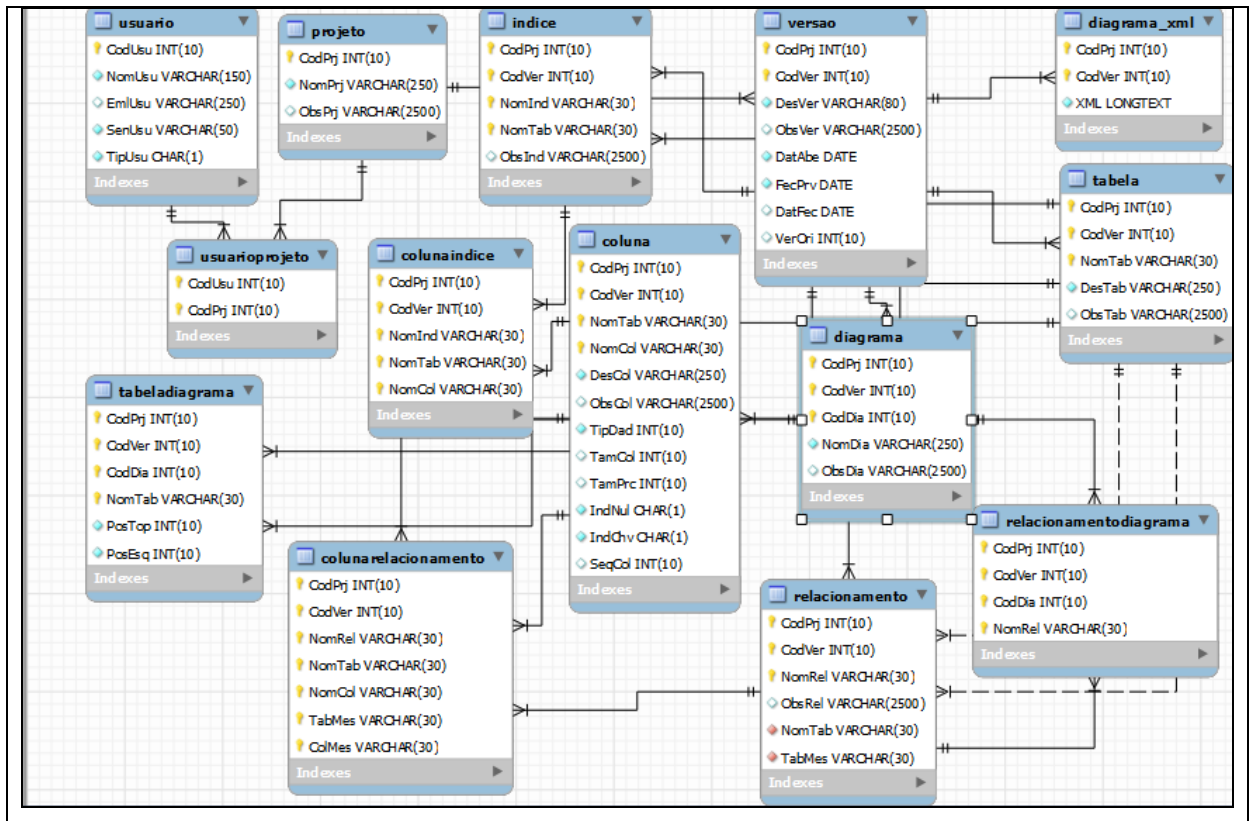 usuario
CodUsu INT(10)
NomUsu VARCHAR(150)
EmlUsu VARCHAR(250)
SenUsu VARCHAR(50)
TipUsu CHAR(1)
Indexes
projeto
CodPrj INT(10)
NomPrj VARCHAR(250)
ObsPrj VARCHAR(2500)
Indexes
indice
CodPrj INT(10)
CodVer INT(10)
NomInd VARCHAR(30)
NomTab VARCHAR(30)
ObsInd VARCHAR(2500)
Indexes
versao
CodPrj INT(10)
CodVer INT(10)
DesVer VARCHAR(80)
ObsVer VARCHAR(2500)
DatAbe DATE
FecPrv DATE
DatFec DATE
VerOri INT(10)
Indexes
diagrama_xml
CodPrj INT(10)
CodVer INT(10)
XML LONGTEXT
Indexes
tabela
CodPrj INT(10)
CodVer INT(10)
NomTab VARCHAR(30)
DesTab VARCHAR(250)
ObsTab VARCHAR(2500)
Indexes
usuarioprojeto
CodUsu INT(10)
CodPrj INT(10)
Indexes
colunaindice
CodPrj INT(10)
CodVer INT(10)
NomInd VARCHAR(30)
NomTab VARCHAR(30)
NomCol VARCHAR(30)
Indexes
coluna
CodPrj INT(10)
CodVer INT(10)
NomTab VARCHAR(30)
NomCol VARCHAR(30)
DesCol VARCHAR(250)
ObsCol VARCHAR(2500)
TipDad INT(10)
TamCol INT(10)
TamPrc INT(10)
IndNul CHAR(1)
IndChv CHAR(1)
SeqCol INT(10)
Indexes
diagrama
CodPrj INT(10)
CodVer INT(10)
CodDia INT(10)
NomDia VARCHAR(250)
ObsDia VARCHAR(2500)
Indexes
tabeladiagrama
CodPrj INT(10)
CodVer INT(10)
CodDia INT(10)
NomTab VARCHAR(30)
PosTop INT(10)
PosEsq INT(10)
Indexes
colunarelacionamento
CodPrj INT(10)
CodVer INT(10)
NomRel VARCHAR(30)
NomTab VARCHAR(30)
NomCol VARCHAR(30)
TabMes VARCHAR(30)
ColMes VARCHAR(30)
Indexes
relacionamento
CodPrj INT(10)
CodVer INT(10)
NomRel VARCHAR(30)
ObsRel VARCHAR(2500)
NomTab VARCHAR(30)
TabMes VARCHAR(30)
Indexes
relacionamentodiagrama
CodPrj INT(10)
CodVer INT(10)
CodDia INT(10)
NomRel VARCHAR(30)
Indexes